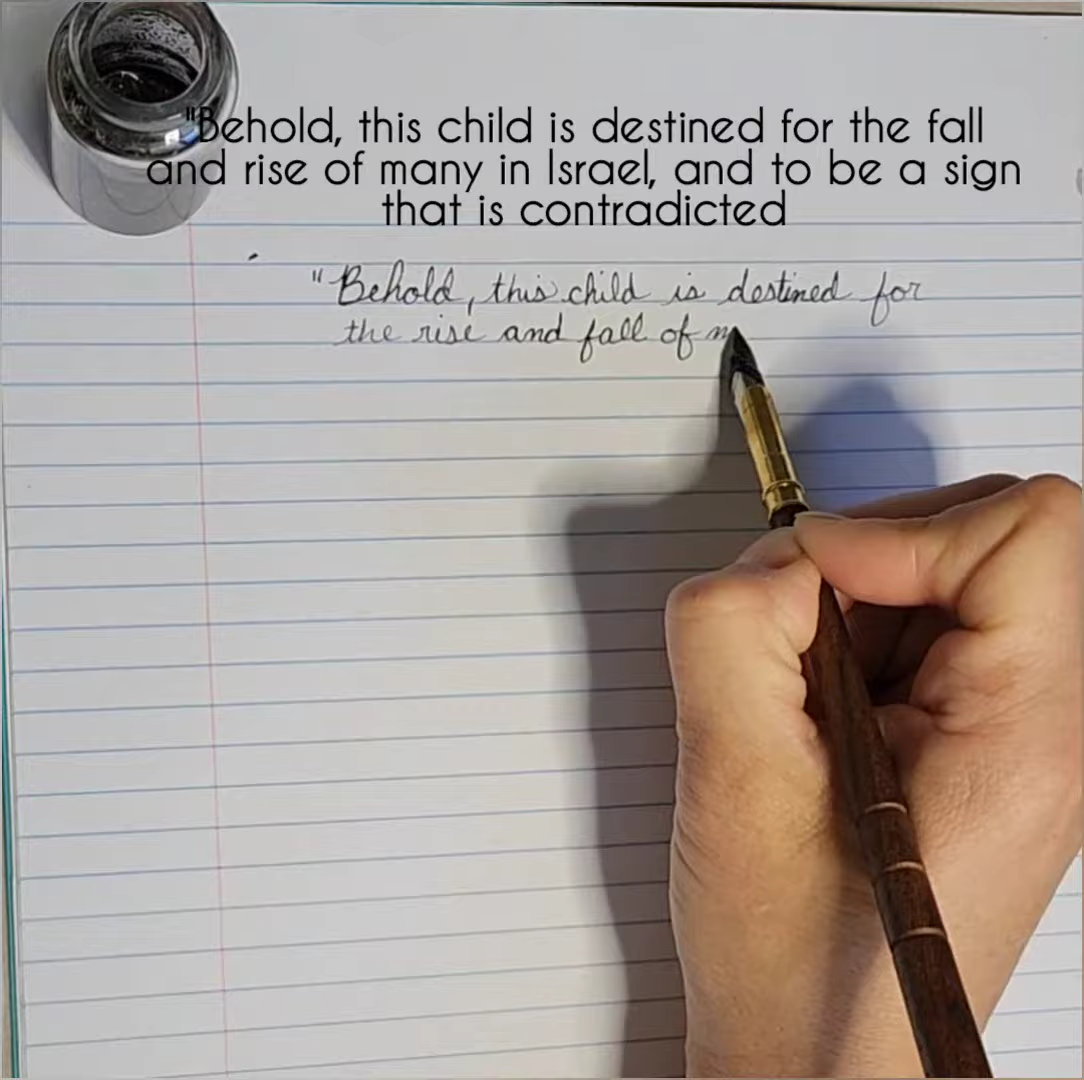 "Behold, this child is destined for the fall
and rise of many in Israel, and to be a sign
that is contradicted
"Behold, this child is destined for
the rise and fall of m